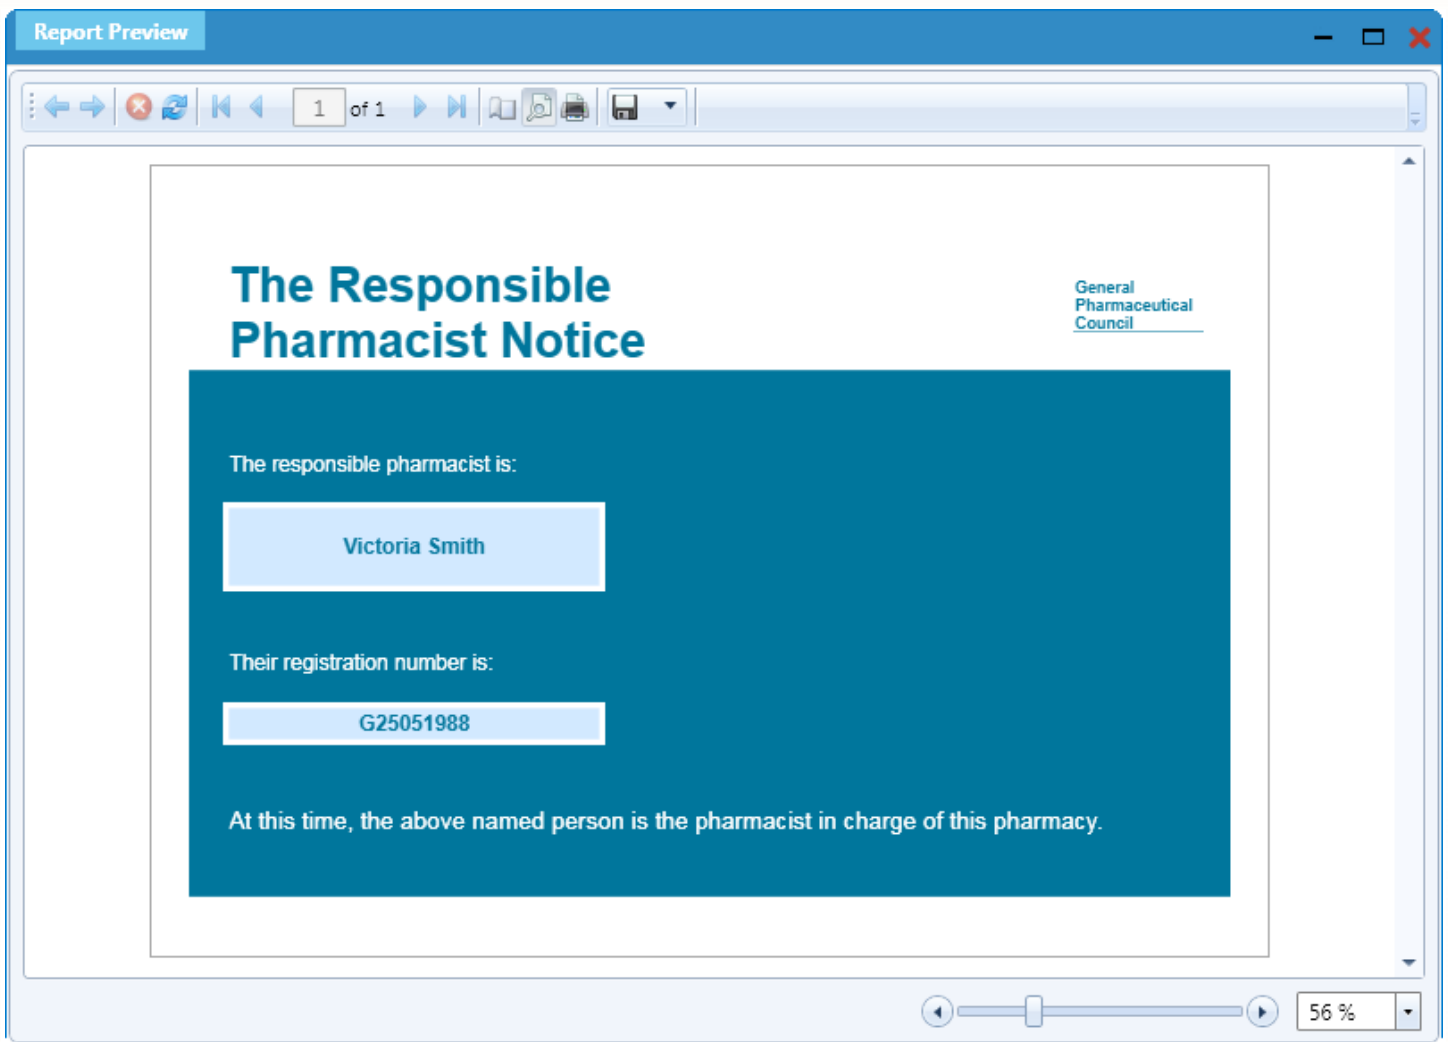 Report Preview
1 of 1
The Responsible
Pharmacist Notice
General
Pharmaceutical
Council
The responsible pharmacist is:
Victoria Smith
Their registration number is:
G25051988
At this time, the above named person is the pharmacist in charge of this pharmacy.
56 %